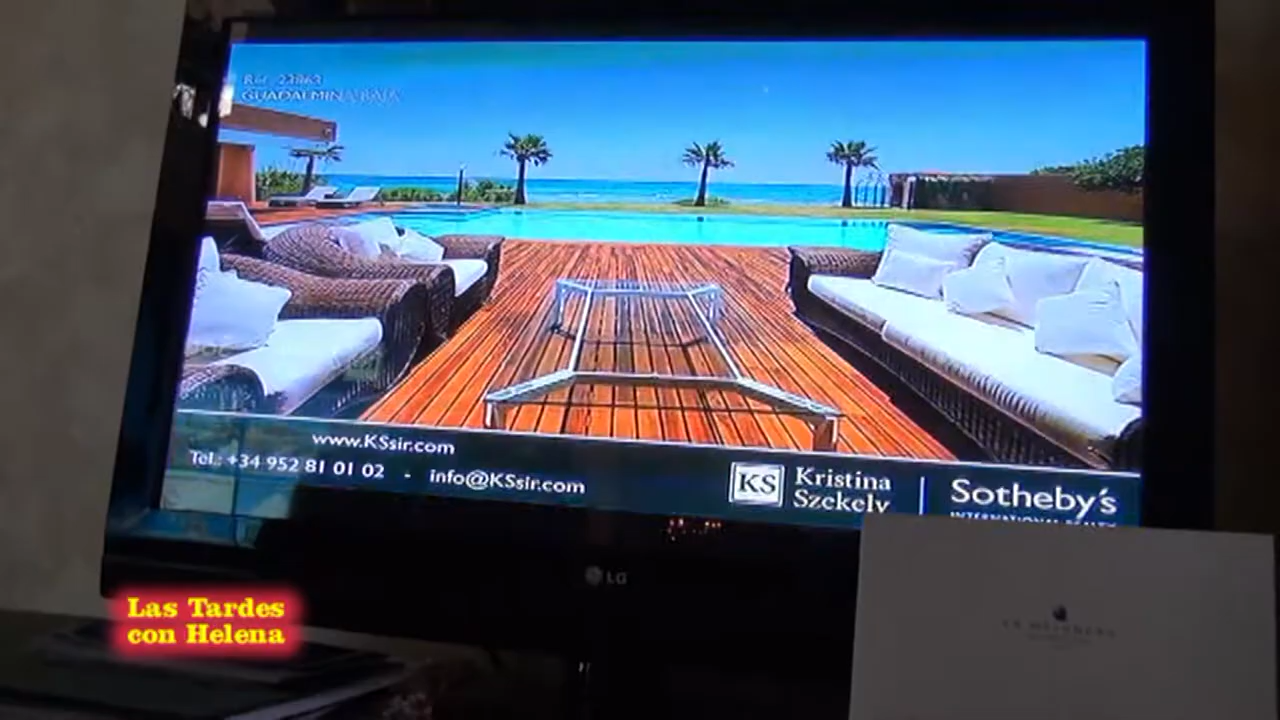 Ref. 23863
GUADALMINA BAJA
www.KSsir.com
Tel.: +34 952 81 01 02 - info@KSsir.com
KS Kristina Szekely
Sotheby's
INTERNATIONAL REALTY
LG
Las Tardes
con Helena